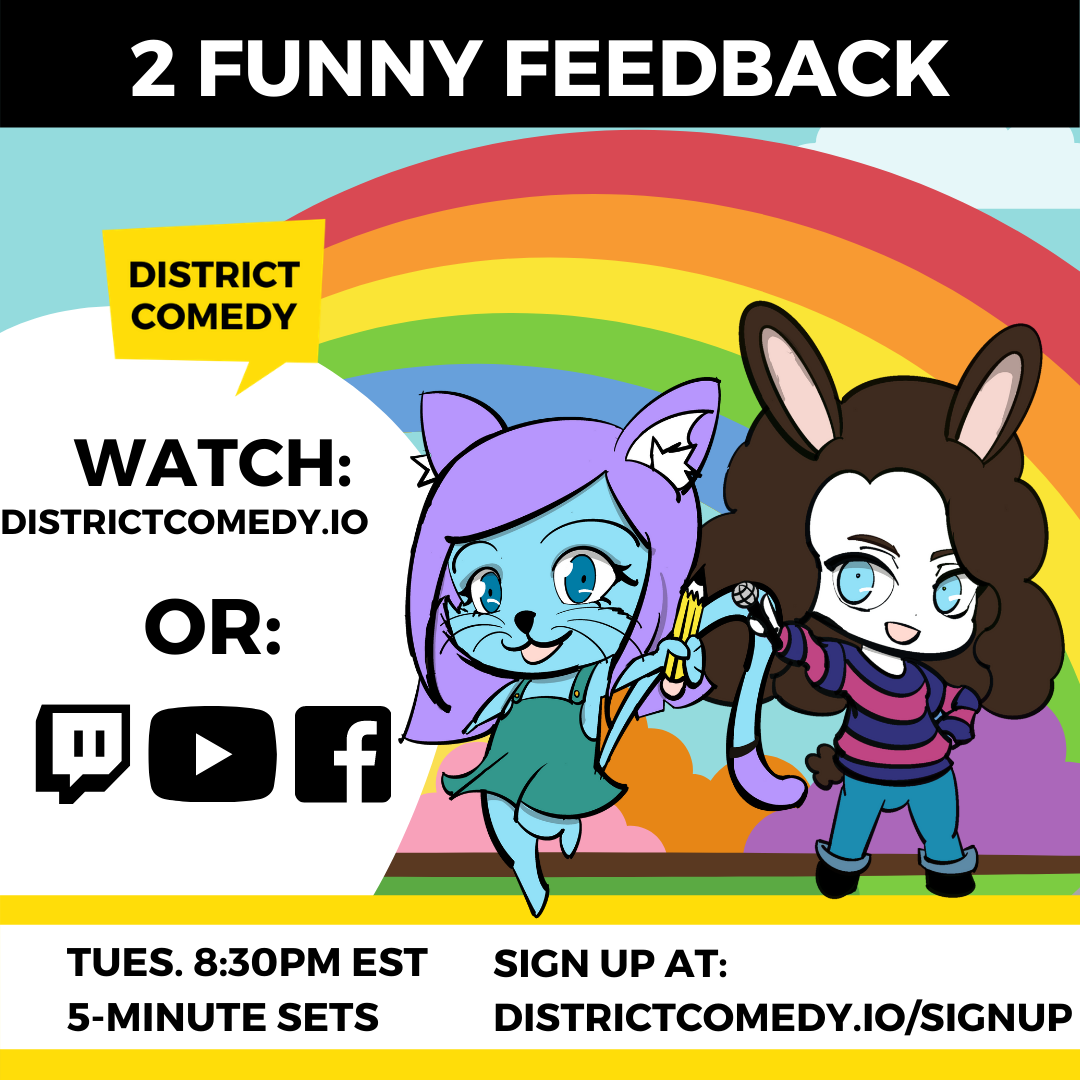 2 FUNNY FEEDBACK
DISTRICT
COMEDY
WATCH:
DISTRICTCOMEDY.IO
OR:
TUES. 8:30PM EST
5-MINUTE SETS
SIGN UP AT:
DISTRICTCOMEDY.IO/SIGNUP